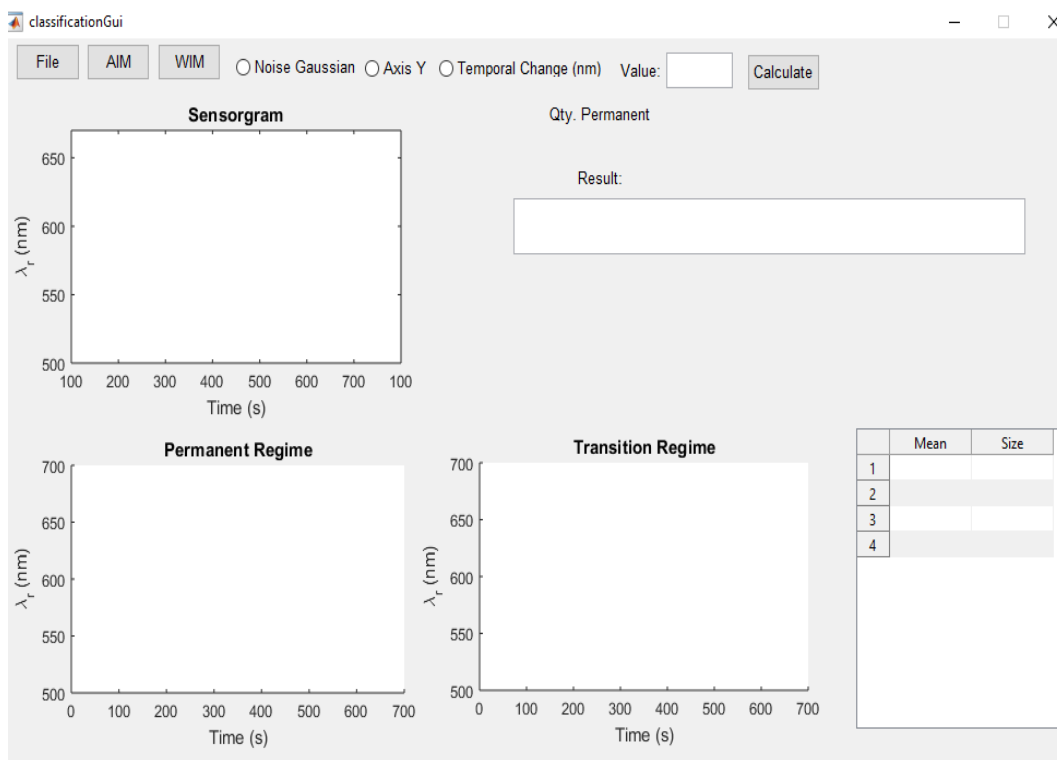 classificationGui
File AIM WIM Noise Gaussian Axis Y Temporal Change (nm) Value: Calculate
Sensorgram
Qty. Permanent
Result:
650
600
550
500
λr (nm)
100 200 300 400 500 600 700 100
Time (s)
Permanent Regime
700
650
600
550
500
λr (nm)
0 100 200 300 400 500 600 700
Time (s)
Transition Regime
700
650
600
550
500
λr (nm)
0 100 200 300 400 500 600 700
Time (s)
Mean Size
1
2
3
4